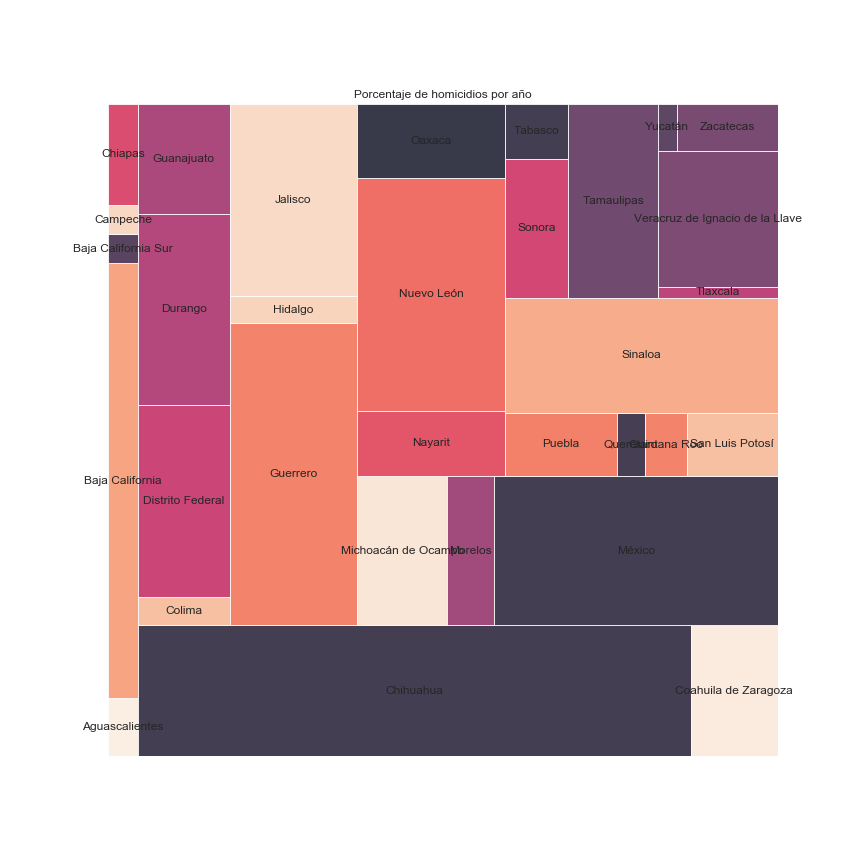 Porcentaje de homicidios por año
Chiapas
Guanajuato
Jalisco
Oaxaca
Tabasco
Yucatán
Zacatecas
Campeche
Baja California Sur
Durango
Hidalgo
Nuevo León
Sonora
Tamaulipas
Veracruz de Ignacio de la Llave
Tlaxcala
Sinaloa
Guerrero
Nayarit
Puebla
Querétaro
Quintana Roo
San Luis Potosí
Baja California
Distrito Federal
Michoacán de Ocampo
Morelos
México
Colima
Aguascalientes
Chihuahua
Coahuila de Zaragoza